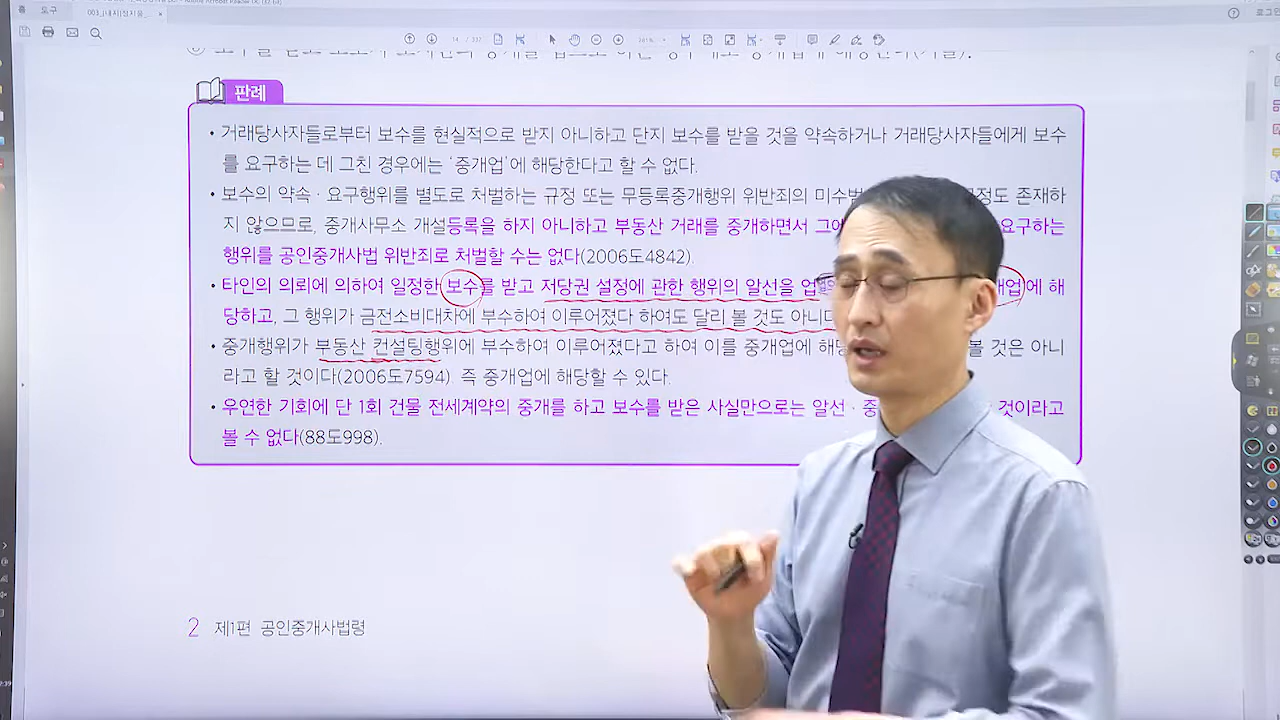 홈 도구
판례
• 거래당사자들로부터 보수를 현실적으로 받지 아니하고 단지 보수를 받을 것을 약속하거나 거래당사자들에게 보수
를 요구하는 데 그친 경우에는 ‘중개업’에 해당한다고 할 수 없다.
• 보수의 약속 · 요구행위를 별도로 처벌하는 규정 또는 무등록중개행위 위반죄의 미수 존재하
지 않으므로, 중개사무소 개설등록을 하지 아니하고 부동산 거래를 중개하면서 요구하는
행위를 공인중개사법 위반죄로 처벌할 수는 없다(2006도4842).
• 타인의 의뢰에 의하여 일정한 보수를 받고 저당권 설정에 관한 행위의 알선을 에 해
당하고, 그 행위가 금전소비대차에 부수하여 이루어졌다 하여도 달리 볼 것도
• 중개행위가 부동산 컨설팅행위에 부수하여 이루어졌다고 하여 이를 중개업에 볼 것은 아니
라고 할 것이다(2006도7594) 즉 중개업에 해당할 수 있다.
• 우연한 기회에 단 1회 건물 전세계약의 중개를 하고 보수를 받은 사실만으로는 알선 · 것이라고
볼 수 없다(88도998).
2 제1편 공인중개사법령